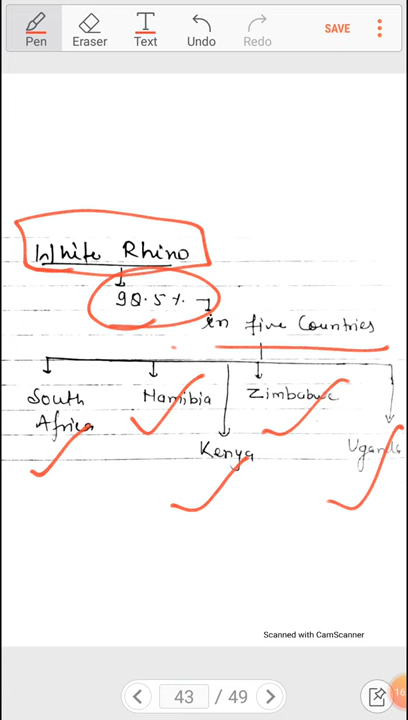 Pen Eraser Text Undo Redo SAVE
White Rhino
98.5%
in five Countries
South Africa
Namibia
Zimbabwe
Kenya
Uganda
Scanned with CamScanner
43 / 49
16